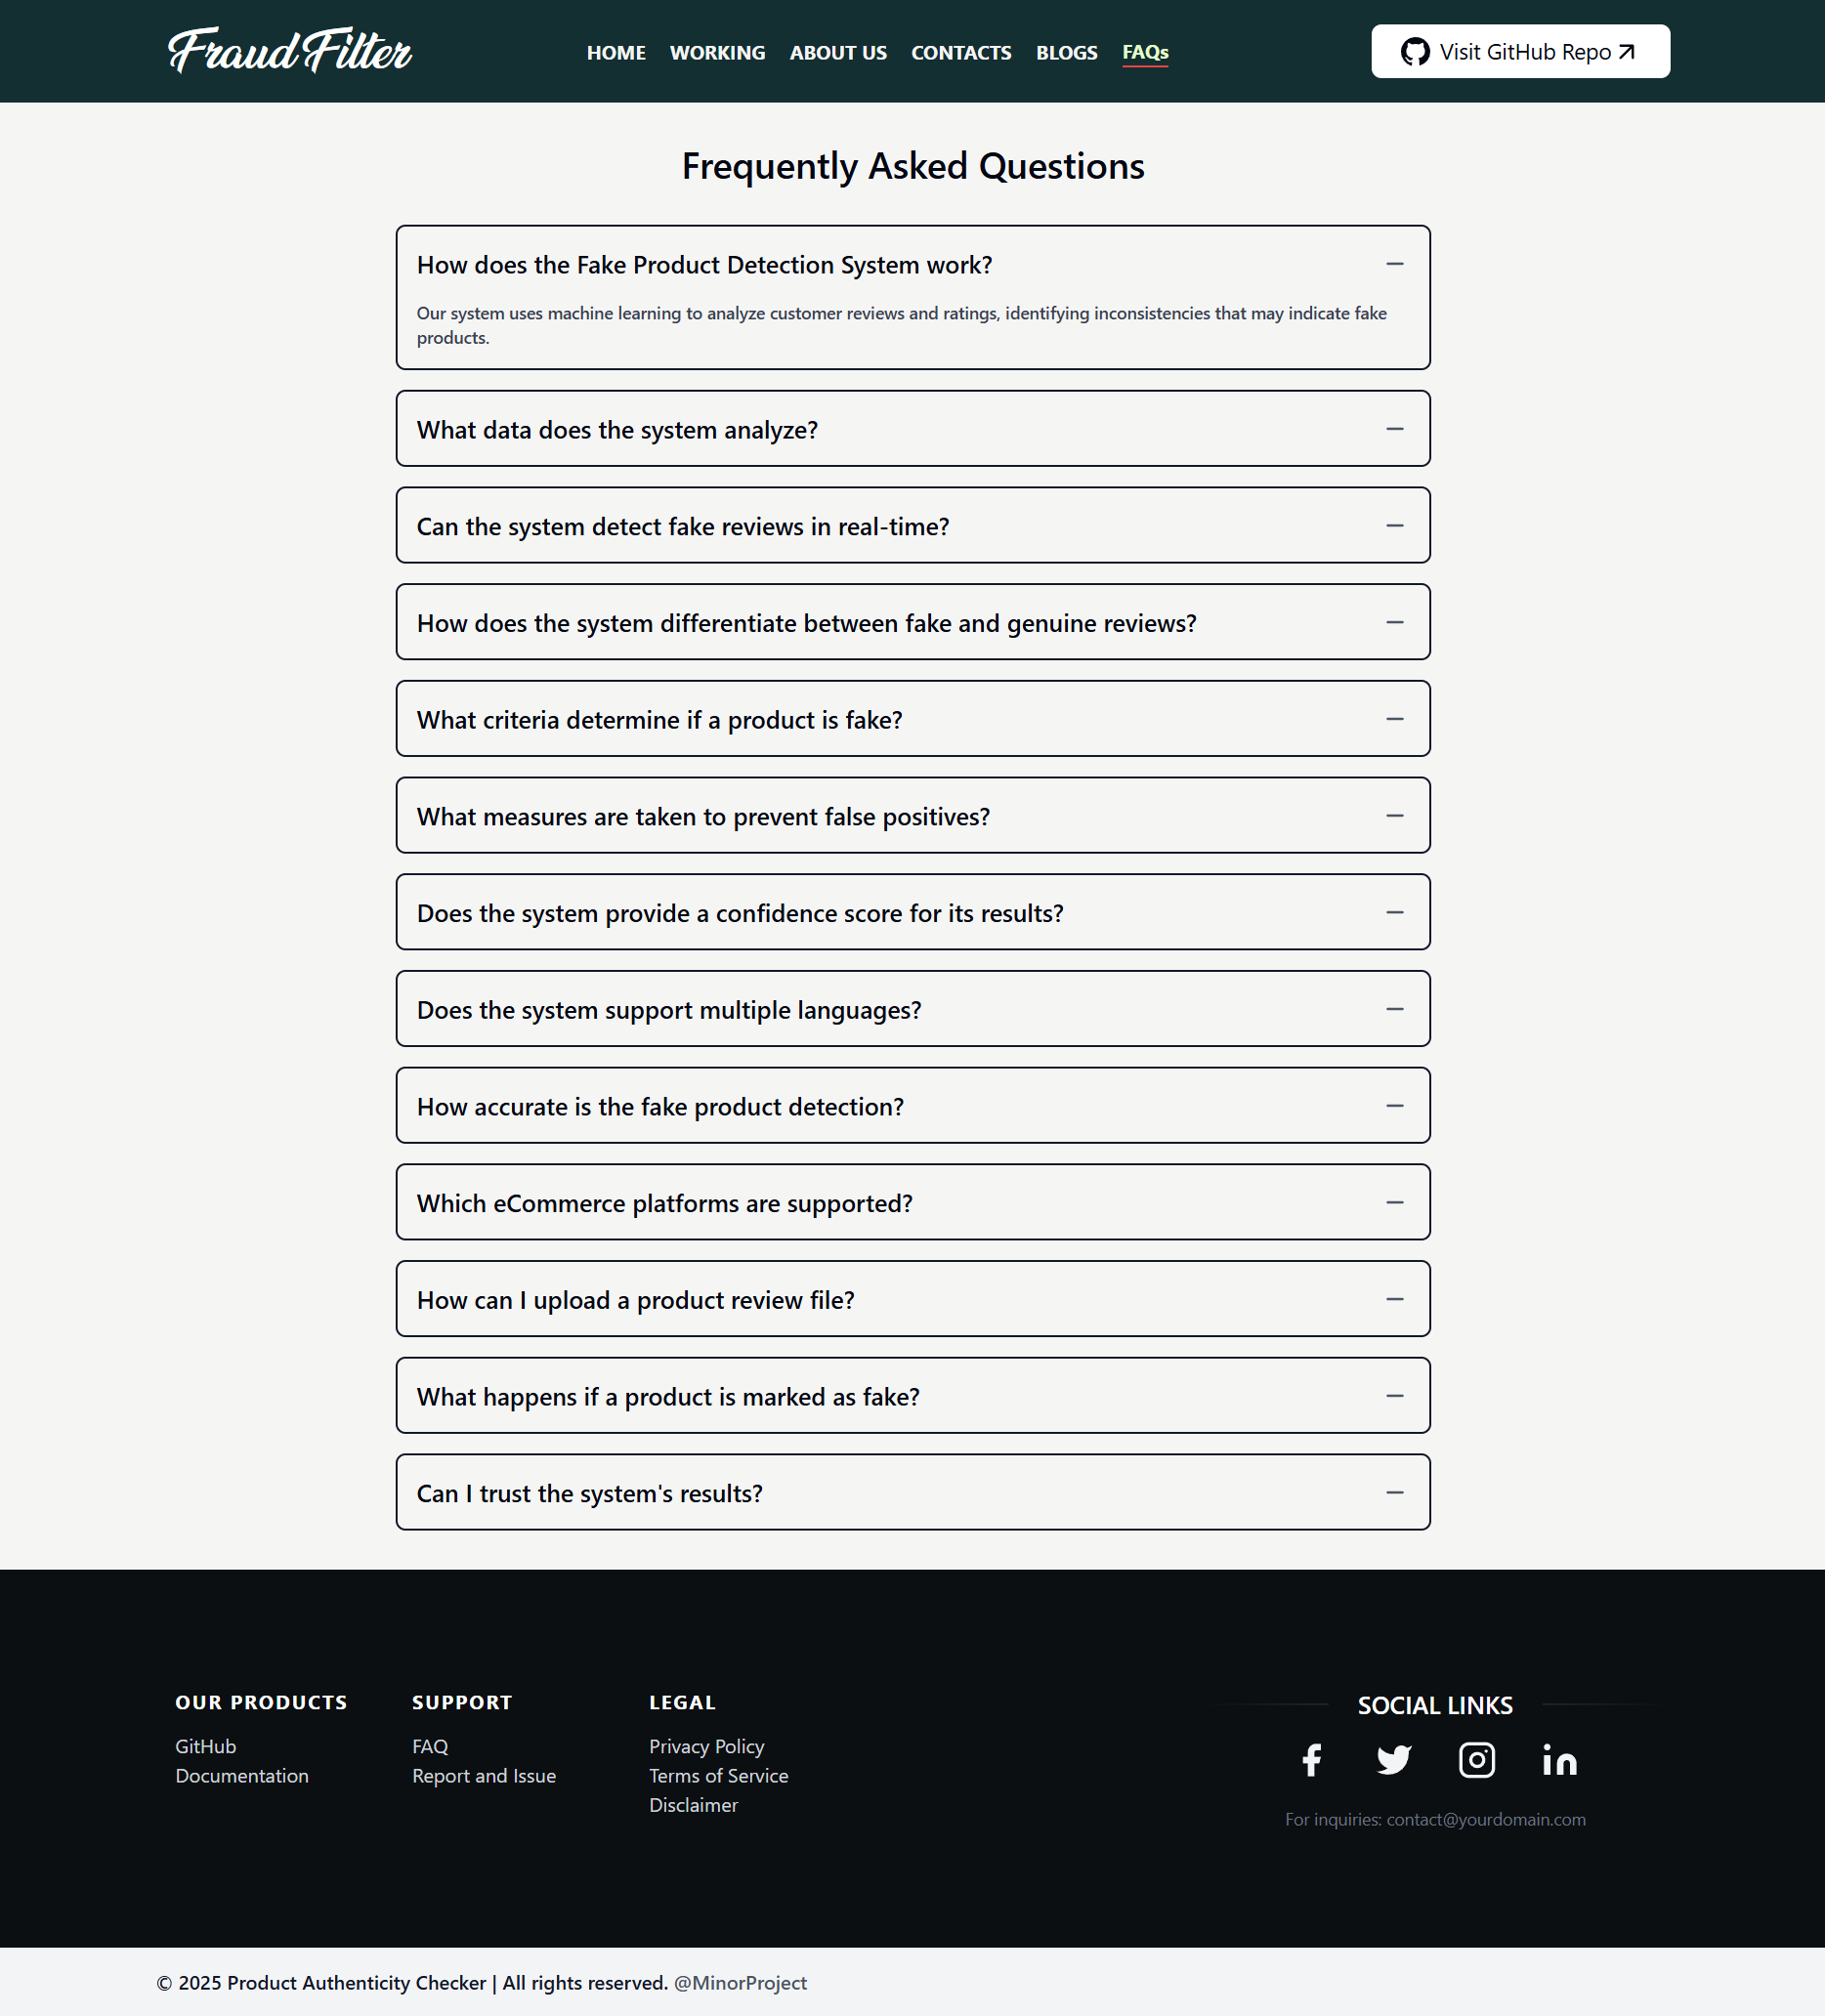 Fraud Filter
HOME WORKING ABOUT US CONTACTS BLOGS FAQs
Visit GitHub Repo
Frequently Asked Questions
How does the Fake Product Detection System work?
Our system uses machine learning to analyze customer reviews and ratings, identifying inconsistencies that may indicate fake
products.
What data does the system analyze?
Can the system detect fake reviews in real-time?
How does the system differentiate between fake and genuine reviews?
What criteria determine if a product is fake?
What measures are taken to prevent false positives?
Does the system provide a confidence score for its results?
Does the system support multiple languages?
How accurate is the fake product detection?
Which eCommerce platforms are supported?
How can I upload a product review file?
What happens if a product is marked as fake?
Can I trust the system's results?
OUR PRODUCTS
GitHub
Documentation
SUPPORT
FAQ
Report and Issue
LEGAL
Privacy Policy
Terms of Service
Disclaimer
SOCIAL LINKS
For inquiries: contact@yourdomain.com
© 2025 Product Authenticity Checker | All rights reserved. @MinorProject